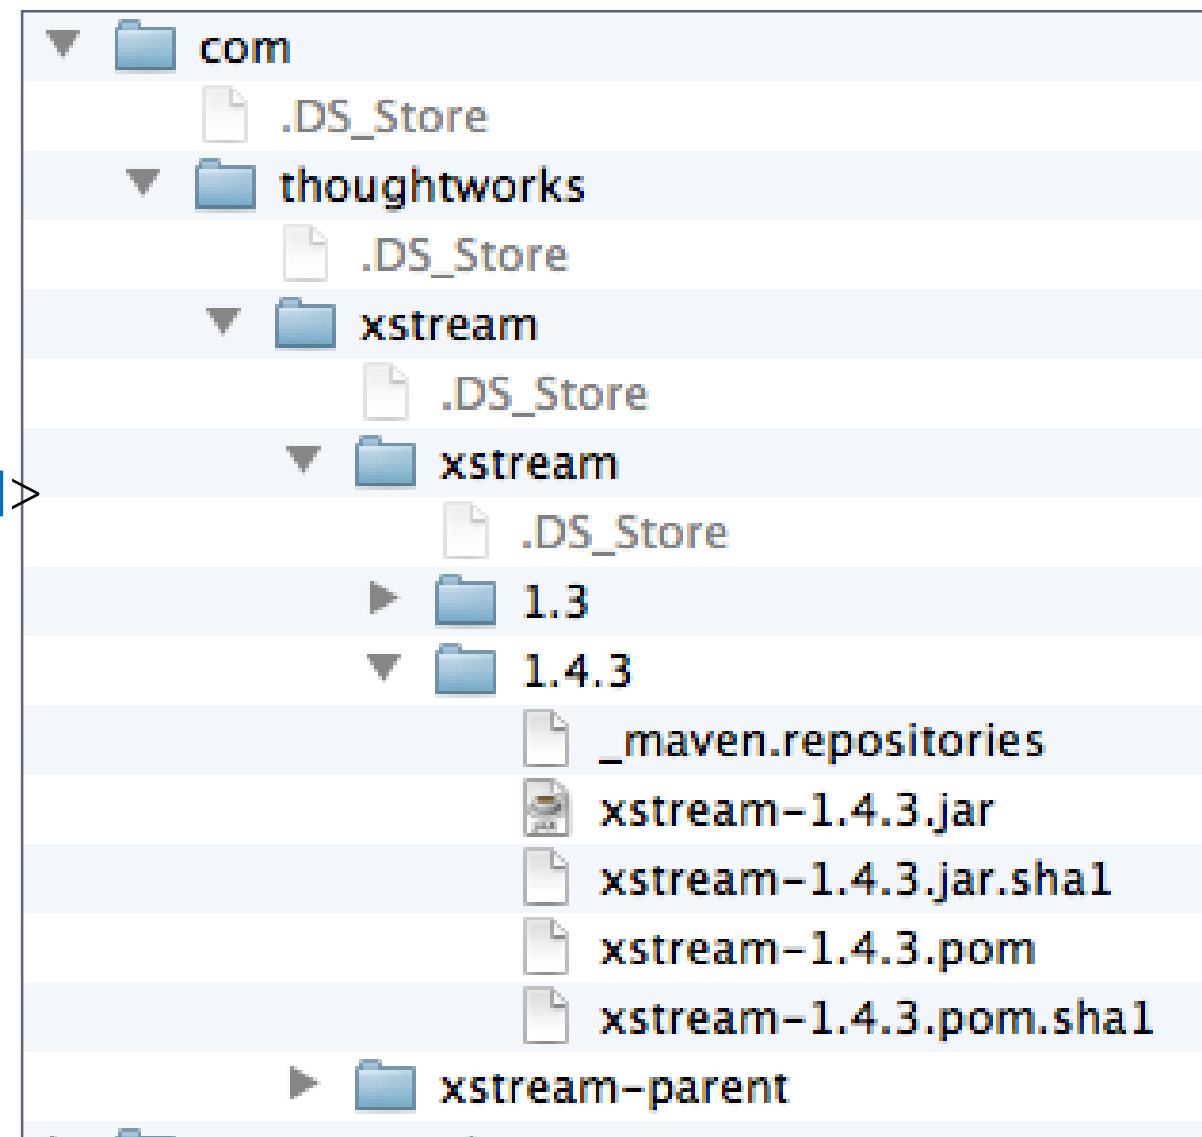 com
.DS_Store
thoughtworks
.DS_Store
xstream
.DS_Store
xstream
.DS_Store
1.3
1.4.3
_maven.repositories
xstream-1.4.3.jar
xstream-1.4.3.jar.sha1
xstream-1.4.3.pom
xstream-1.4.3.pom.sha1
xstream-parent